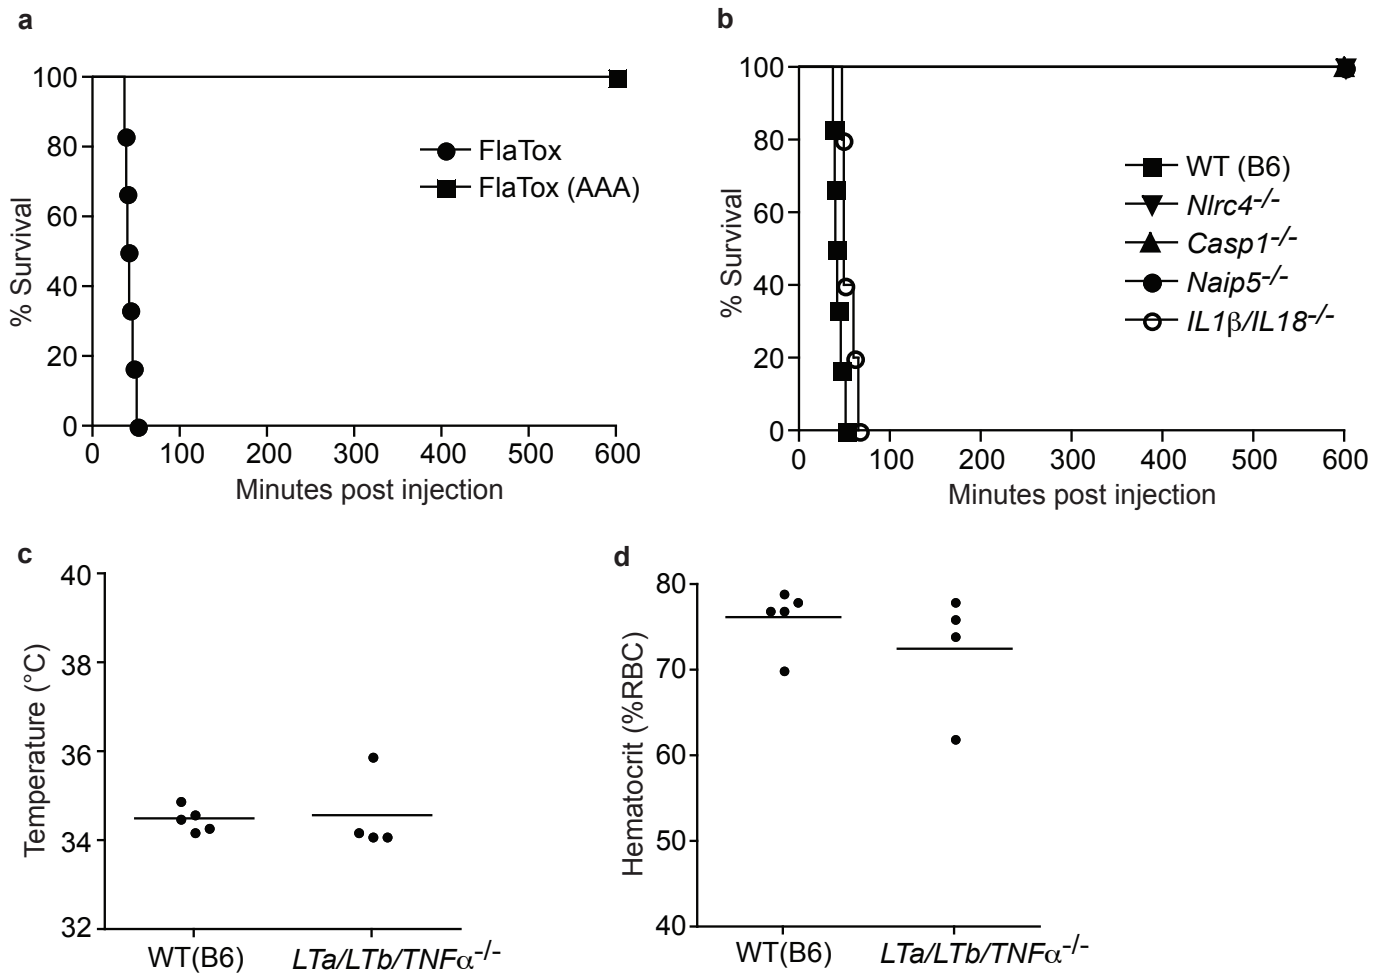 a
100
80
60
40
20
0
% Survival
FlaTox
FlaTox (AAA)
0 100 200 300 400 500 600
Minutes post injection
b
100
80
60
40
20
0
% Survival
WT (B6)
Nlrc4-/-
Casp1-/-
Naip5-/-
IL1β/IL18-/-
0 100 200 300 400 500 600
Minutes post injection
c
40
38
36
34
32
Temperature (°C)
WT(B6) LTa/LTb/TNFα-/-
d
80
70
60
50
40
Hematocrit (%RBC)
WT(B6) LTa/LTb/TNFα-/-